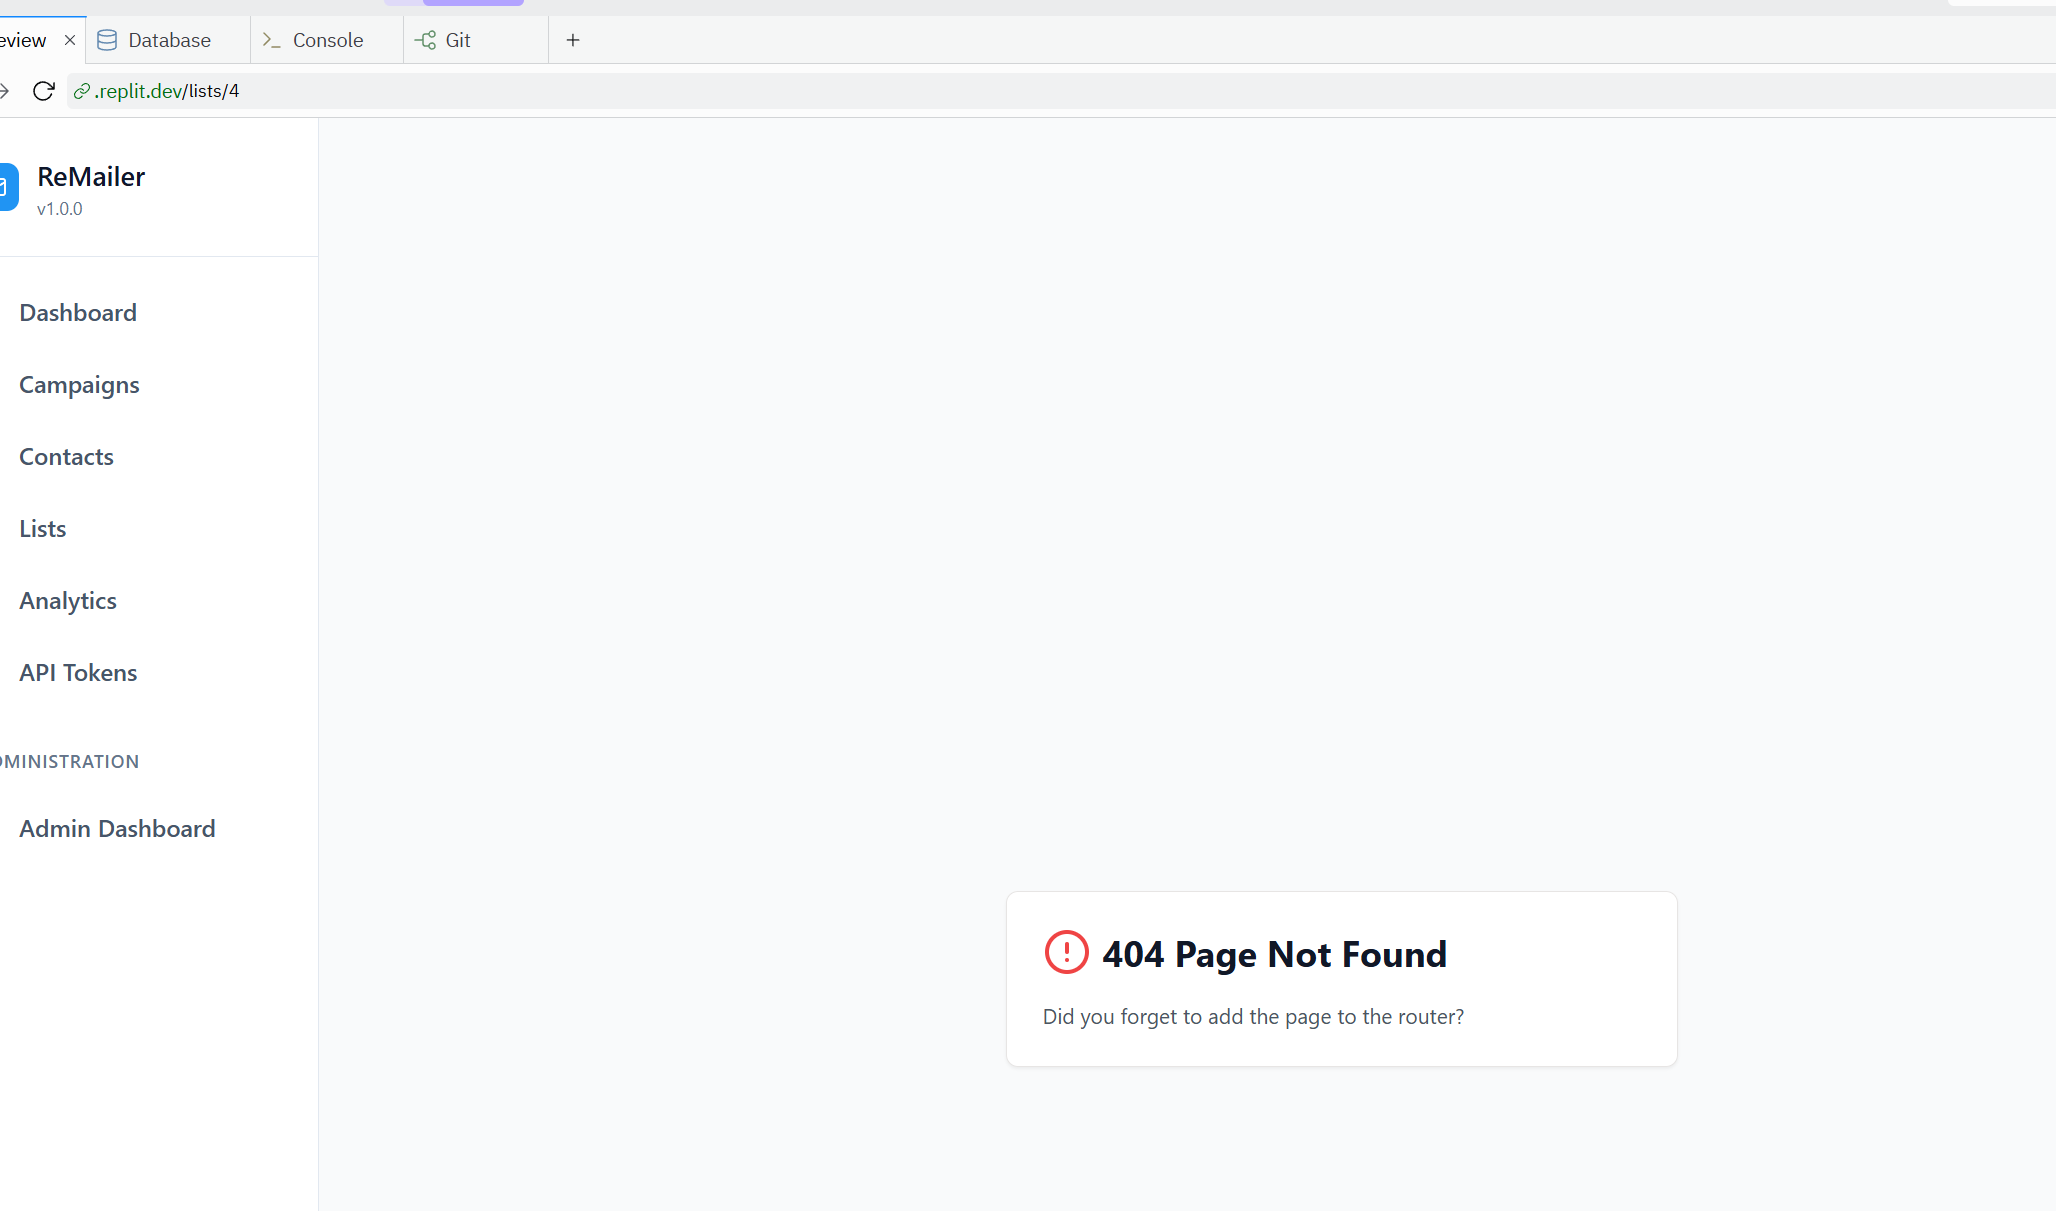 eview
Database
Console
Git
.replit.dev/lists/4
ReMailer
v1.0.0
Dashboard
Campaigns
Contacts
Lists
Analytics
API Tokens
DMINISTRATION
Admin Dashboard
404 Page Not Found
Did you forget to add the page to the router?